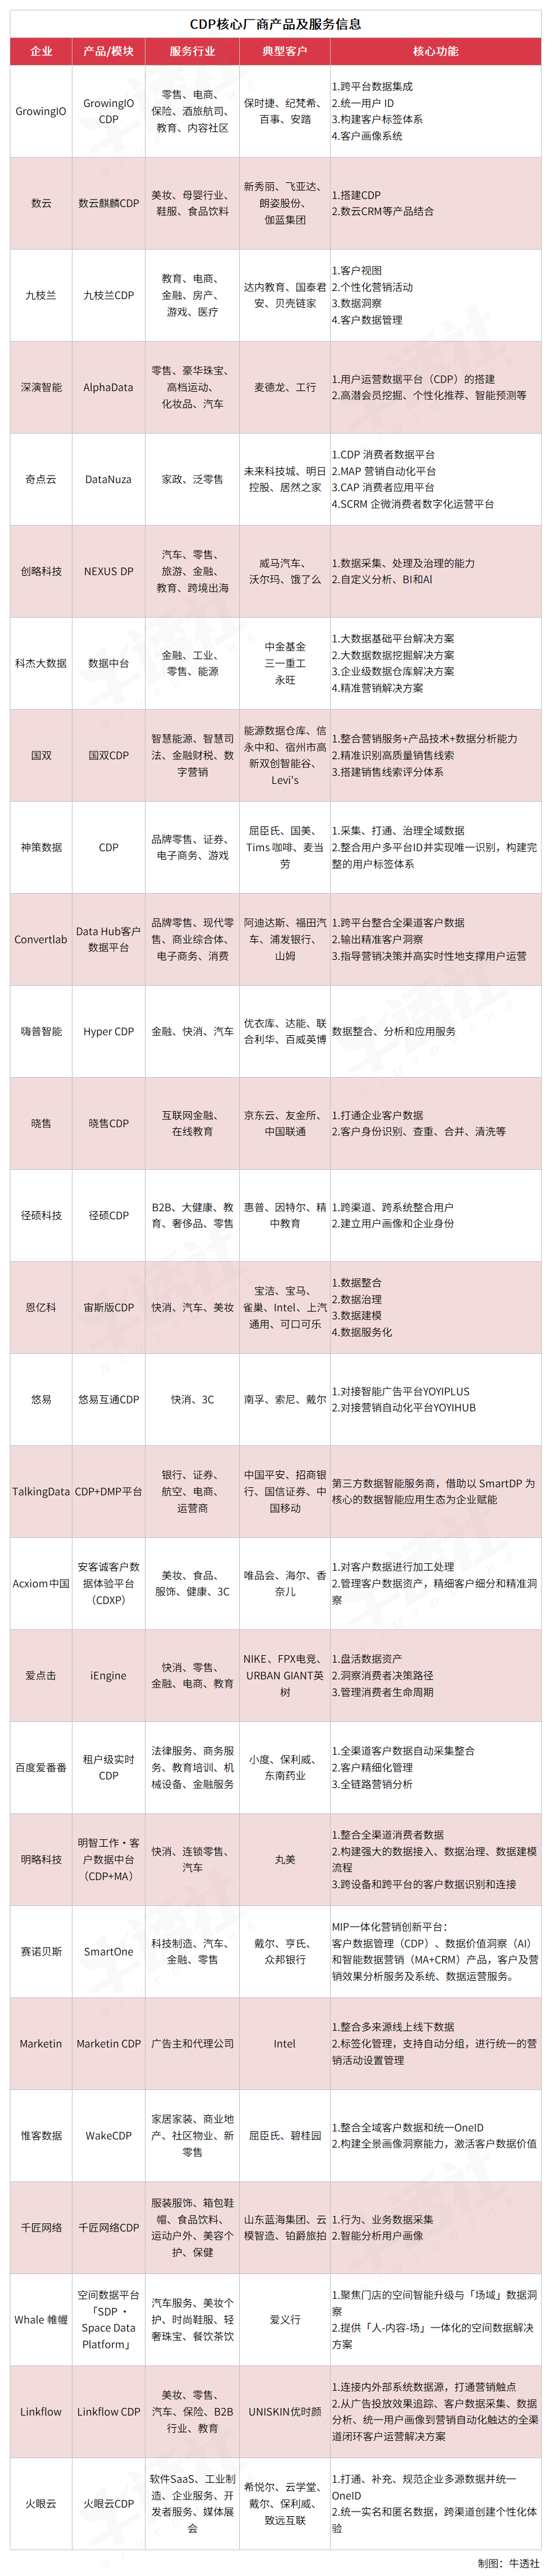 CDP核心厂商产品及服务信息
企业 产品/模块 服务行业 典型客户 核心功能
GrowingIO
GrowingIO
CDP
零售、电商、
保险、酒旅航司、
教育、内容社区
保时捷、纪梵希、
百事、安踏
1.跨平台数据集成
2.统一用户 ID
3.构建客户标签体系
4.客户画像系统
数云
数云麒麟CDP
美妆、母婴行业、
鞋服、食品饮料
新秀丽、飞亚达、
朗姿股份、
伽蓝集团
1.搭建CDP
2.数云CRM等产品结合
九枝兰
九枝兰CDP
教育、电商、
金融、房产、
游戏、医疗
达内教育、国泰君
安、贝壳链家
1.客户视图
2.个性化营销活动
3.数据洞察
4.客户数据管理
深演智能
AlphaData
零售、豪华珠宝、
高档运动、
化妆品、汽车
麦德龙、工行
1.用户运营数据平台（CDP）的搭建
2.高潜会员挖掘、个性化推荐、智能预测等
奇点云
DataNuza
家政、泛零售
未来科技城、明日
控股、居然之家
1.CDP 消费者数据平台
2.MAP 营销自动化平台
3.CAP 消费者应用平台
4.SCRM 企微消费者数字化运营平台
创略科技
NEXUS DP
汽车、零售、
旅游、金融、
教育、跨境出海
威马汽车、
沃尔玛、饿了么
1.数据采集、处理及治理的能力
2.自定义分析、BI和AI
科杰大数据
数据中台
金融、工业、
零售、能源
中金基金
三一重工
永旺
1.大数据基础平台解决方案
2.大数据数据挖掘解决方案
3.企业级数据仓库解决方案
4.精准营销解决方案
国双
国双CDP
智慧能源、智慧司
法、金融财税、数
字营销
能源数据仓库、信
永中和、宿州市高
新双创智能谷、
Levi's
1.整合营销服务+产品技术+数据分析能力
2.精准识别高质量销售线索
3.搭建销售线索评分体系
神策数据
CDP
品牌零售、证券、
电子商务、游戏
屈臣氏、国美、
Tims 咖啡、麦当
劳
1.采集、打通、治理全域数据
2.整合用户多平台ID并实现唯一识别，构建完
整的用户标签体系
Convertlab
Data Hub客户
数据平台
品牌零售、现代零
售、商业综合体、
电子商务、消费
阿迪达斯、福田汽
车、浦发银行、
山姆
1.跨平台整合全渠道客户数据
2.输出精准客户洞察
3.指导营销决策并高实时性地支撑用户运营
嗨普智能
Hyper CDP
金融、快消、汽车
优衣库、达能、联
合利华、百威英博
数据整合、分析和应用服务
晓售
晓售CDP
互联网金融、
在线教育
京东云、友金所、
中国联通
1.打通企业客户数据
2.客户身份识别、查重、合并、清洗等
径硕科技
径硕CDP
B2B、大健康、教
育、奢侈品、零售
惠普、因特尔、精
中教育
1.跨渠道、跨系统整合用户
2.建立用户画像和企业身份
恩亿科
宙斯版CDP
快消、汽车、美妆
宝洁、宝马、
雀巢、Intel、上汽
通用、可口可乐
1.数据整合
2.数据治理
3.数据建模
4.数据服务化
悠易
悠易互通CDP
快消、3C
南孚、索尼、戴尔
1.对接智能广告平台YOYIPLUS
2.对接营销自动化平台YOYIHUB
TalkingData
CDP+DMP平台
银行、证券、
航空、电商、
运营商
中国平安、招商银
行、国信证券、中
国移动
第三方数据智能服务商，借助以 SmartDP 为
核心的数据智能应用生态为企业赋能
Acxiom中国
安客诚客户数
据体验平台
（CDXP）
美妆、食品、
服饰、健康、3C
唯品会、海尔、香
奈儿
1.对客户数据进行加工处理
2.管理客户数据资产，精细客户细分和精准洞
察
爱点击
iEngine
快消、零售、
金融、电商、教育
NIKE、FPX电竞、
URBAN GIANT英
树
1.盘活数据资产
2.洞察消费者决策路径
3.管理消费者生命周期
百度爱番番
租户级实时
CDP
法律服务、商务服
务、教育培训、机
械设备、金融服务
小度、保利威、
东南药业
1.全渠道客户数据自动采集整合
2.客户精细化管理
3.全链路营销分析
明略科技
明智工作・客
户数据中台
（CDP+MA）
快消、连锁零售、
汽车
丸美
1.整合全渠道消费者数据
2.构建强大的数据接入、数据治理、数据建模
流程
3.跨设备和跨平台的客户数据识别和连接
赛诺贝斯
SmartOne
科技制造、汽车、
金融、零售
戴尔、亨氏、
众邦银行
MIP一体化营销创新平台：
客户数据管理（CDP）、数据价值洞察（AI）
和智能数据营销（MA+CRM）产品，客户及营
销效果分析服务及系统、数据运营服务。
Marketin
Marketin CDP
广告主和代理公司
Intel
1.整合多来源线上线下数据
2.标签化管理，支持自动分组，进行统一的营
销活动设置管理
惟客数据
WakeCDP
家居家装、商业地
产、社区物业、新
零售
屈臣氏、碧桂园
1.整合全域客户数据和统一OneID
2.构建全景画像洞察能力，激活客户数据价值
千匠网络
千匠网络CDP
服装服饰、箱包鞋
帽、食品饮料、
运动户外、美容个
护、保健
山东蓝海集团、云
模智造、铂爵旅拍
1.行为、业务数据采集
2.智能分析用户画像
Whale 帷幄
空间数据平台
「SDP ・
Space Data
Platform」
汽车服务、美妆个
护、时尚鞋服、轻
奢珠宝、餐饮茶饮
爱义行
1.聚焦门店的空间智能升级与「场域」数据洞
察
2.提供「人-内容-场」一体化的空间数据解决
方案
Linkflow
Linkflow CDP
美妆、零售、
汽车、保险、B2B
行业、教育
UNISKIN优时颜
1.连接内外部系统数据源，打通营销触点
2.从广告投放效果追踪、客户数据采集、数据
分析、统一用户画像到营销自动化触达的全渠
道闭环客户运营解决方案
火眼云
火眼云CDP
软件SaaS、工业制
造、企业服务、开
发者服务、媒体展
会
希悦尔、云学堂、
戴尔、保利威、
致远互联
1.打通、补充、规范企业多源数据并统一
OneID
2.统一实名和匿名数据，跨渠道创建个性化体
验
制图：牛透社